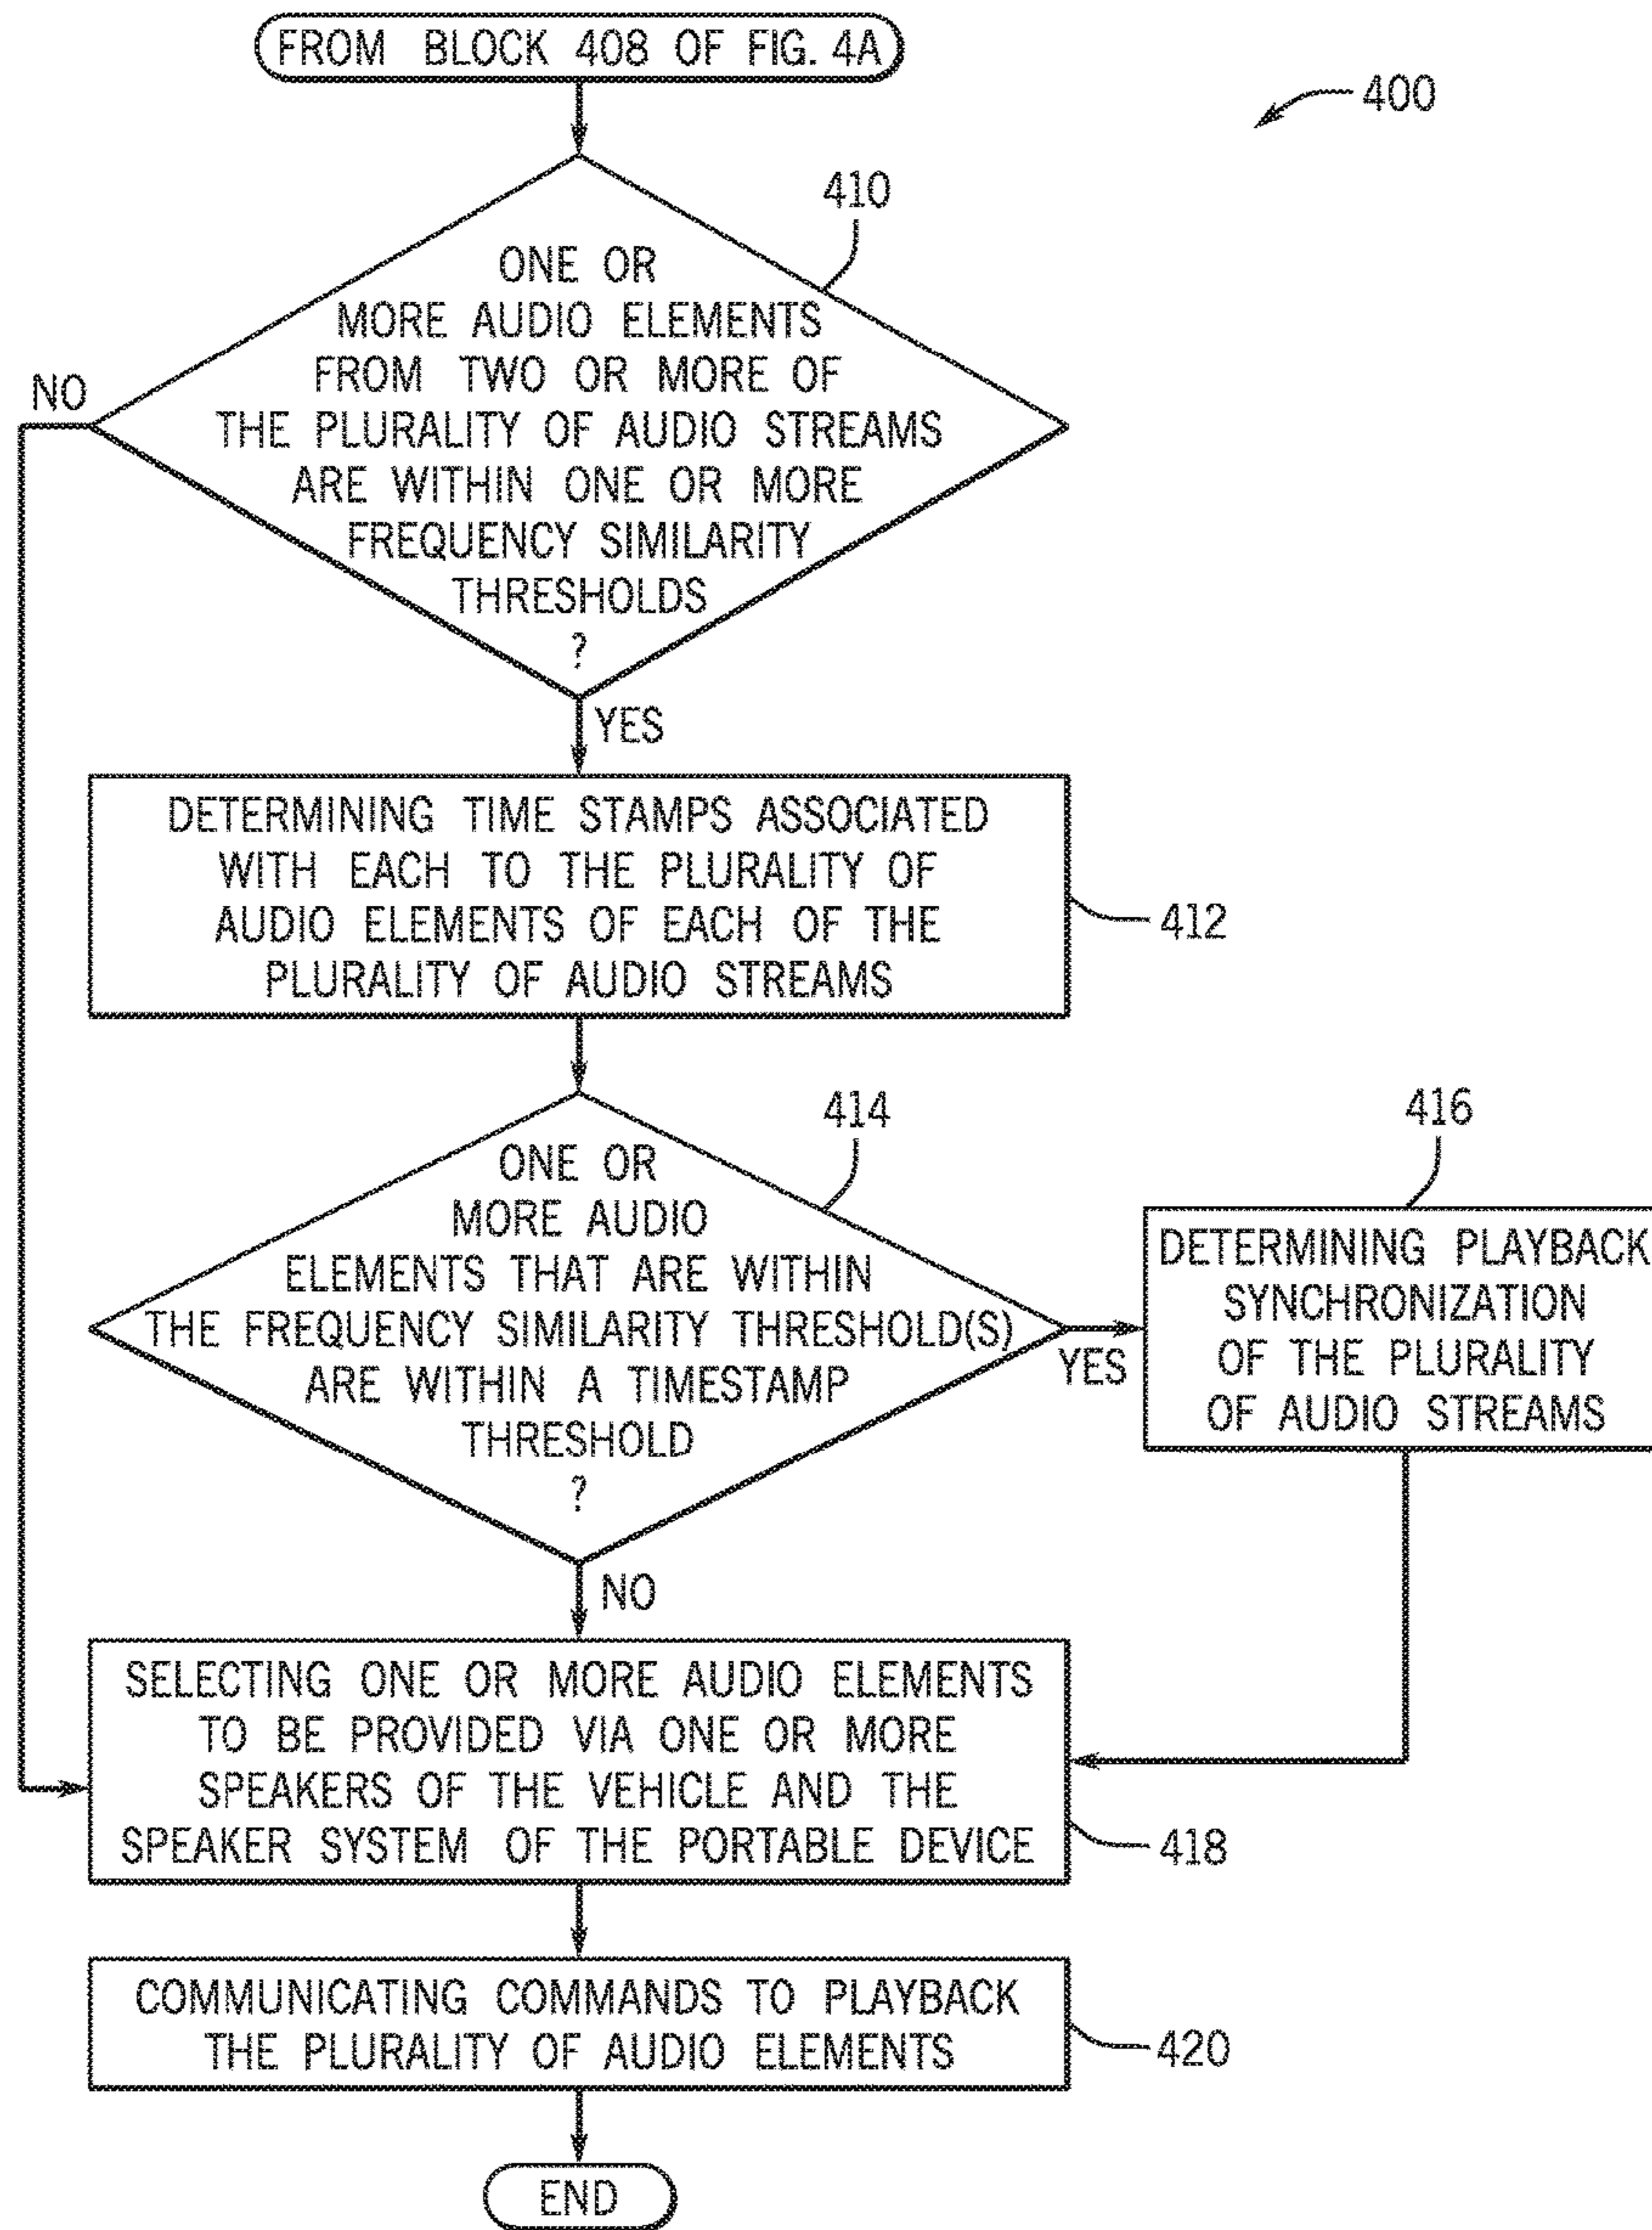 FROM BLOCK 408 OF FIG. 4A
400
410
ONE OR
MORE AUDIO ELEMENTS
FROM TWO OR MORE OF
THE PLURALITY OF AUDIO STREAMS
ARE WITHIN ONE OR MORE
FREQUENCY SIMILARITY
THRESHOLDS
?
NO
YES
DETERMINING TIME STAMPS ASSOCIATED
WITH EACH TO THE PLURALITY OF
AUDIO ELEMENTS OF EACH OF THE
PLURALITY OF AUDIO STREAMS
412
414
ONE OR
MORE AUDIO
ELEMENTS THAT ARE WITHIN
THE FREQUENCY SIMILARITY THRESHOLD(S)
ARE WITHIN A TIMESTAMP
THRESHOLD
?
YES
416
DETERMINING PLAYBACK
SYNCHRONIZATION
OF THE PLURALITY
OF AUDIO STREAMS
NO
SELECTING ONE OR MORE AUDIO ELEMENTS
TO BE PROVIDED VIA ONE OR MORE
SPEAKERS OF THE VEHICLE AND THE
SPEAKER SYSTEM OF THE PORTABLE DEVICE
418
COMMUNICATING COMMANDS TO PLAYBACK
THE PLURALITY OF AUDIO ELEMENTS
420
END